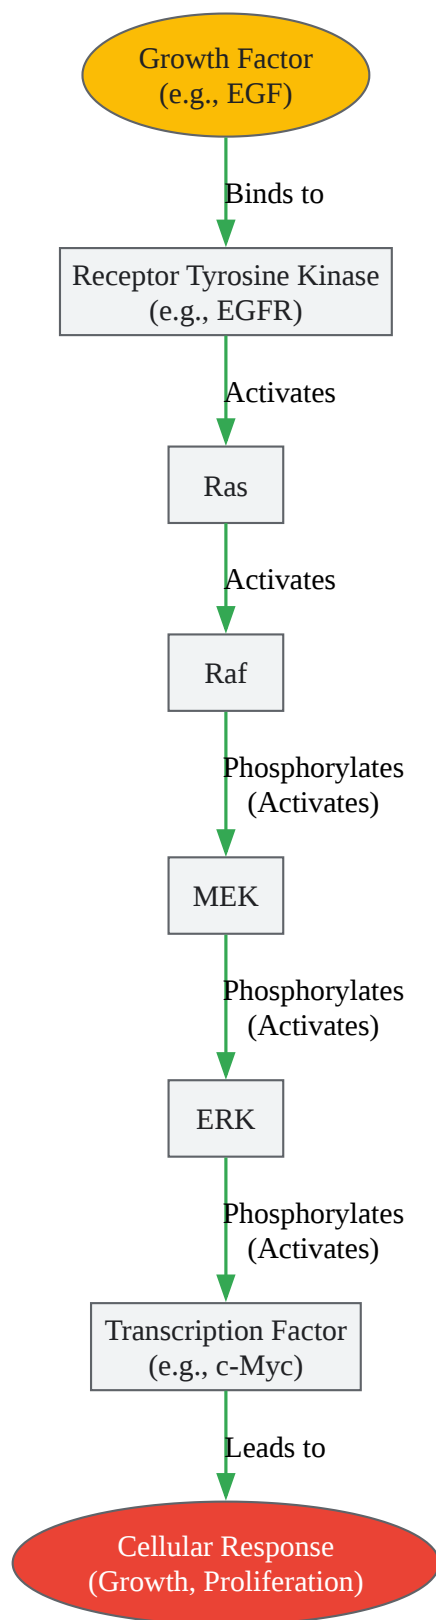 Growth Factor
(e.g., EGF)
Binds to
Receptor Tyrosine Kinase
(e.g., EGFR)
Activates
Ras
Activates
Raf
Phosphorylates
(Activates)
MEK
Phosphorylates
(Activates)
ERK
Phosphorylates
(Activates)
Transcription Factor
(e.g., c-Myc)
Leads to
Cellular Response
(Growth, Proliferation)